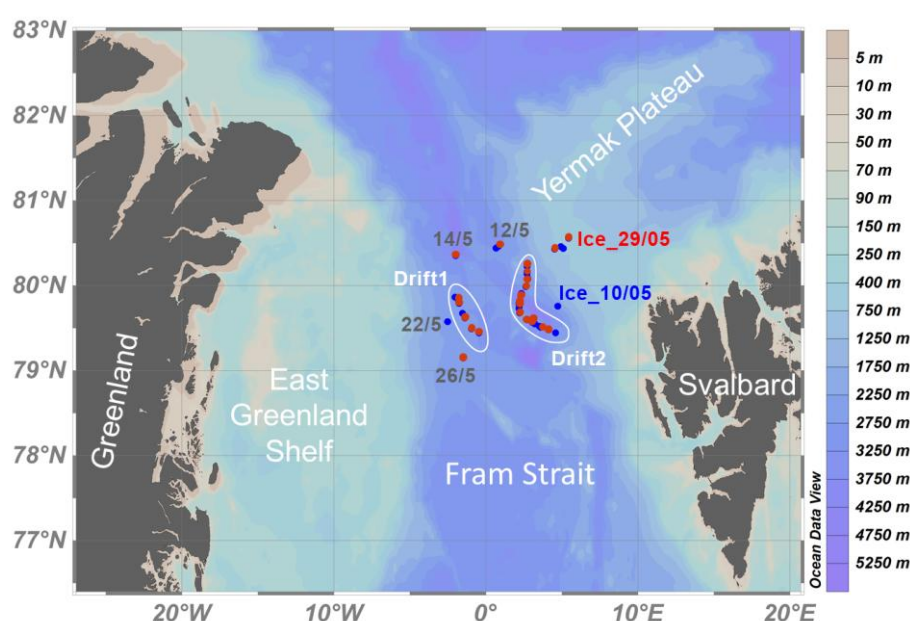 83°N
82°N
81°N
80°N
79°N
78°N
77°N
20°W
10°W
0°
10°E
20°E
Greenland
East
Greenland
Shelf
Fram Strait
Svalbard
Yermak Plateau
14/5
12/5
Ice_29/05
Drift1
Ice_10/05
22/5
Drift2
26/5
5 m
10 m
30 m
50 m
70 m
90 m
150 m
250 m
400 m
750 m
1250 m
1750 m
2250 m
2750 m
3250 m
3750 m
4250 m
4750 m
5250 m
Ocean Data View